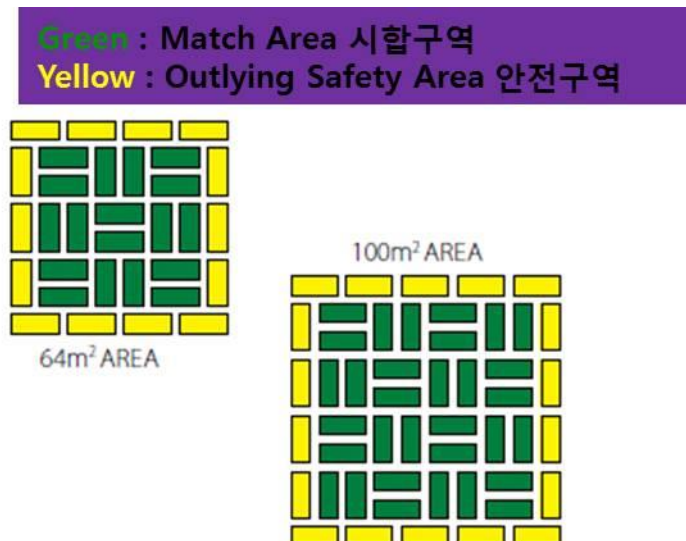 Green : Match Area 시합구역
Yellow : Outlying Safety Area 안전구역
100m² AREA
64m² AREA